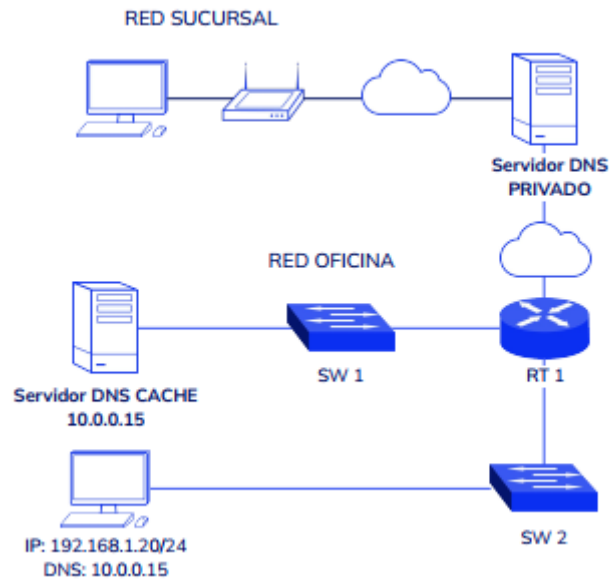 RED SUCURSAL
Servidor DNS
PRIVADO
RED OFICINA
SW 1
RT 1
Servidor DNS CACHE
10.0.0.15
SW 2
IP: 192.168.1.20/24
DNS: 10.0.0.15